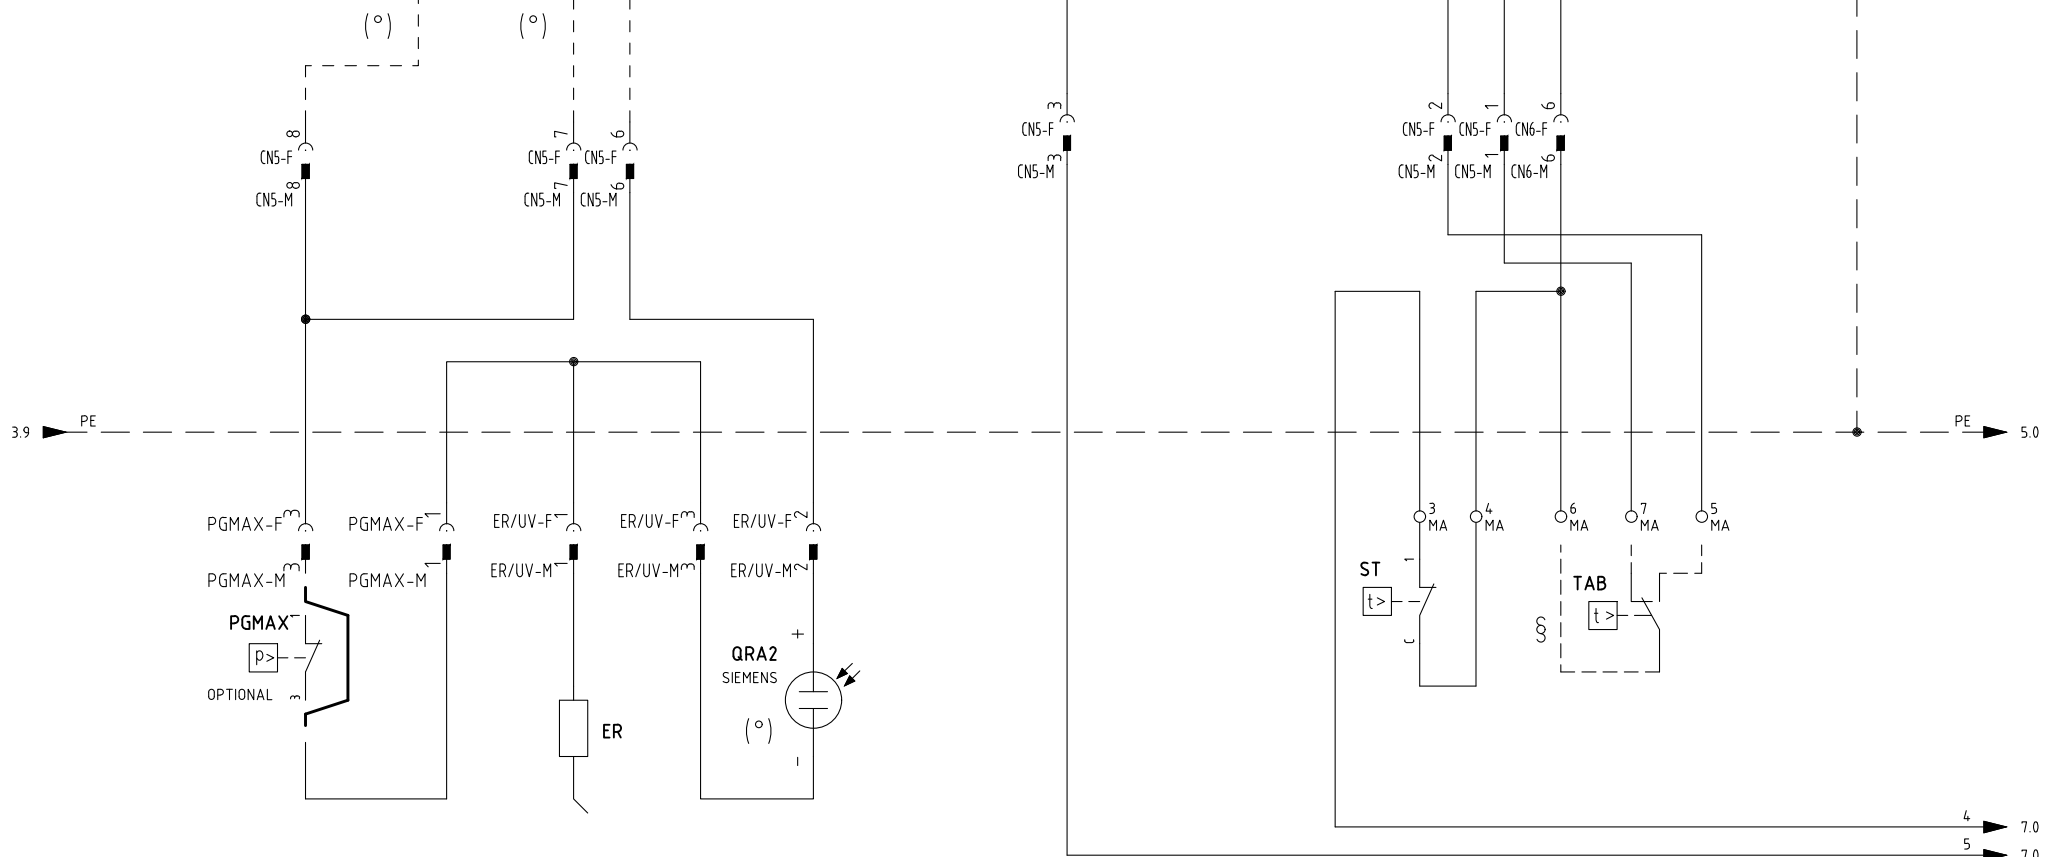 (°) (°)
8 7 6 3 2 1 6
CN5-F CN5-F CN5-F CN5-F CN5-F CN5-F CN6-F
8 7 6 3 2 1 6
CN5-M CN5-M CN5-M CN5-M CN5-M CN5-M CN6-M
3.9 PE PE 5.0
3 1 1 3 2 3 4 6 7 5
PGMAX-F PGMAX-F ER/UV-F ER/UV-F ER/UV-F MA MA MA MA MA
3 1 1 3 2
PGMAX-M PGMAX-M ER/UV-M ER/UV-M ER/UV-M
1
ST TAB
t> t>
1
PGMAX
+ § C
P>
QRA2
SIEMENS
OPTIONAL 3
(°)
ER
-
4 7.0
5 7.0